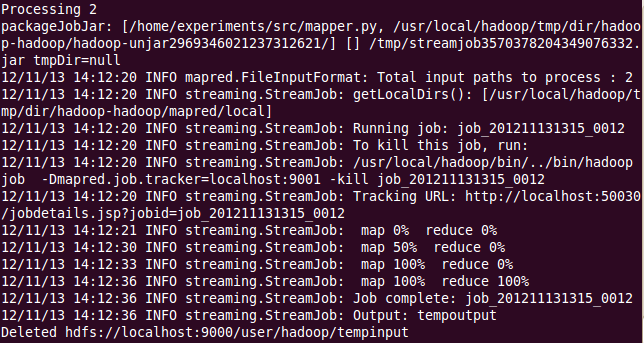 Processing 2
packageJobJar: [/home/experiments/src/mapper.py, /usr/local/hadoop/tmp/dir/hadoo
p-hadoop/hadoop-unjar2969346021237312621/] [] /tmp/streamjob3570378204349076332.
jar tmpDir=null
12/11/13 14:12:20 INFO mapred.FileInputFormat: Total input paths to process : 2
12/11/13 14:12:20 INFO streaming.StreamJob: getLocalDirs(): [/usr/local/hadoop/t
mp/dir/hadoop-hadoop/mapred/local]
12/11/13 14:12:20 INFO streaming.StreamJob: Running job: job_201211131315_0012
12/11/13 14:12:20 INFO streaming.StreamJob: To kill this job, run:
12/11/13 14:12:20 INFO streaming.StreamJob: /usr/local/hadoop/bin/../bin/hadoop
job  -Dmapred.job.tracker=localhost:9001 -kill job_201211131315_0012
12/11/13 14:12:20 INFO streaming.StreamJob: Tracking URL: http://localhost:50030
/jobdetails.jsp?jobid=job_201211131315_0012
12/11/13 14:12:21 INFO streaming.StreamJob:  map 0%  reduce 0%
12/11/13 14:12:30 INFO streaming.StreamJob:  map 50%  reduce 0%
12/11/13 14:12:33 INFO streaming.StreamJob:  map 100%  reduce 0%
12/11/13 14:12:36 INFO streaming.StreamJob:  map 100%  reduce 100%
12/11/13 14:12:36 INFO streaming.StreamJob: Job complete: job_201211131315_0012
12/11/13 14:12:36 INFO streaming.StreamJob: Output: tempoutput
Deleted hdfs://localhost:9000/user/hadoop/tempinput